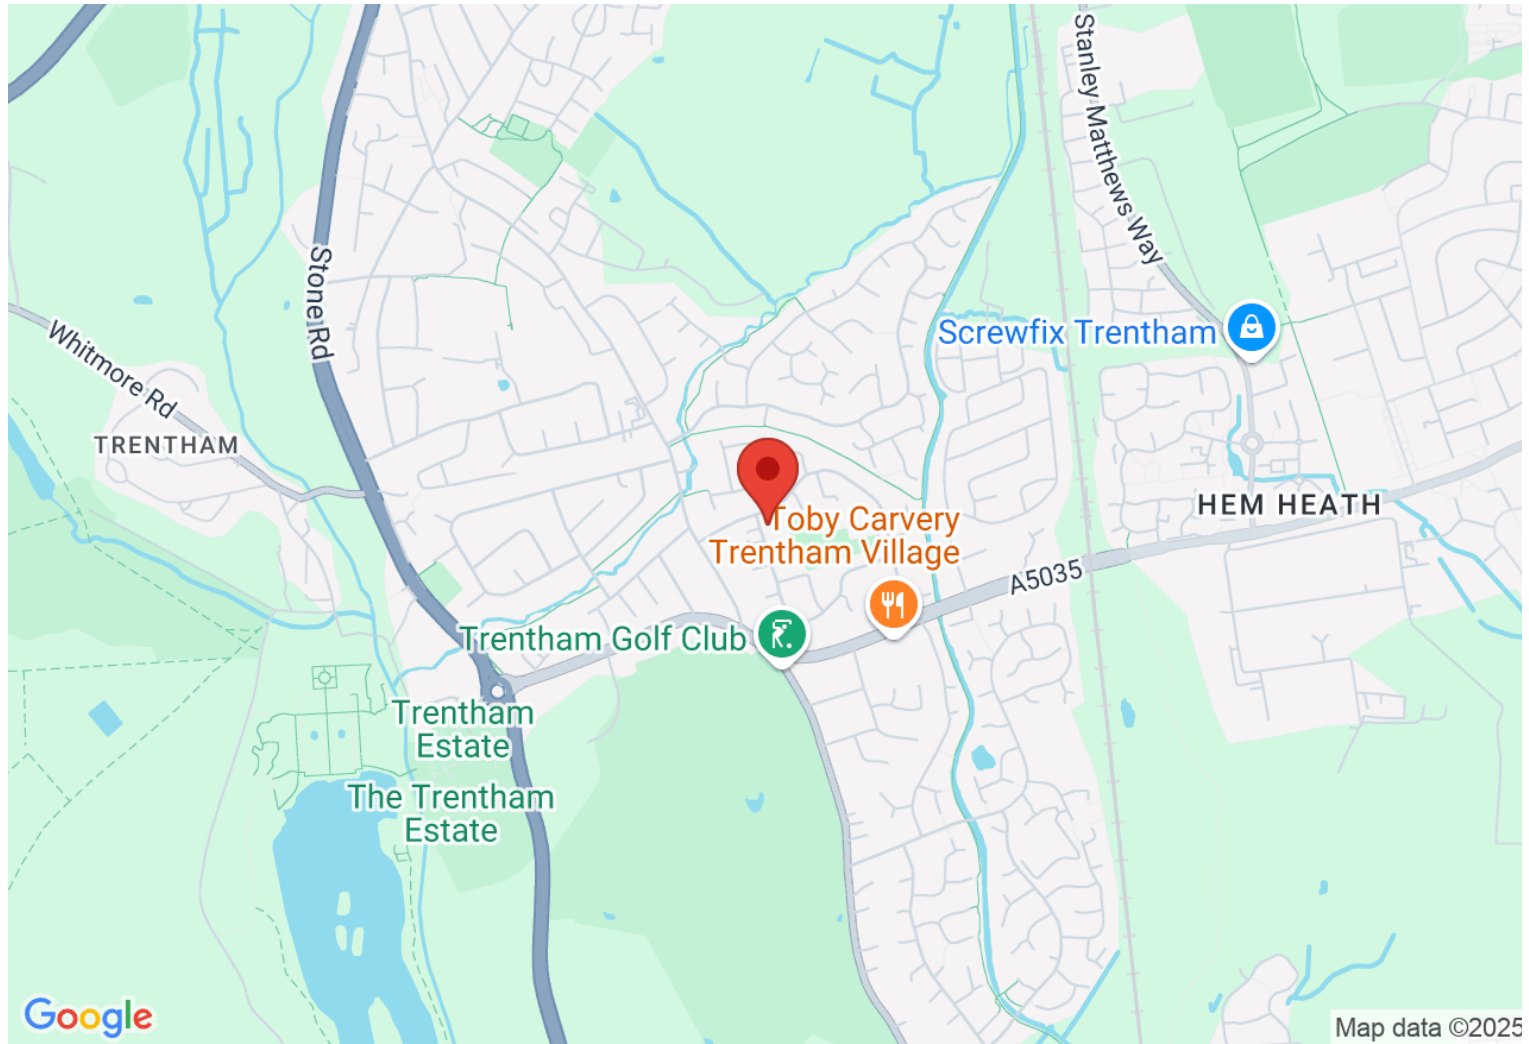 Stanley Matthews Way
Stone Rd
Whitmore Rd
Screwfix Trentham
TRENTHAM
HEM HEATH
Toby Carvery
Trentham Village
A5035
Trentham Golf Club
Trentham
Estate
The Trentham
Estate
Google
Map data ©2025